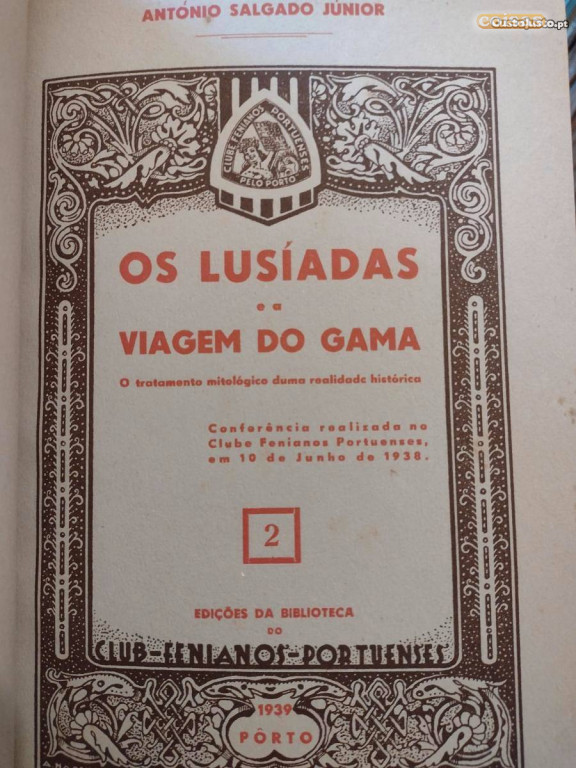 ANTÓNIO SALGADO JÚNIOR
CustoJusto.pt
CLUBE FENIANOS PORTUENSES
PELO PORTO
OS LUSÍADAS
e a
VIAGEM DO GAMA
O tratamento mitológico duma realidade histórica
Conferência realizada no
Clube Fenianos Portuenses,
em 10 de Junho de 1938.
2
EDIÇÕES DA BIBLIOTECA
DO
CLUB-FENIANOS-PORTUENSES
1939
PÔRTO